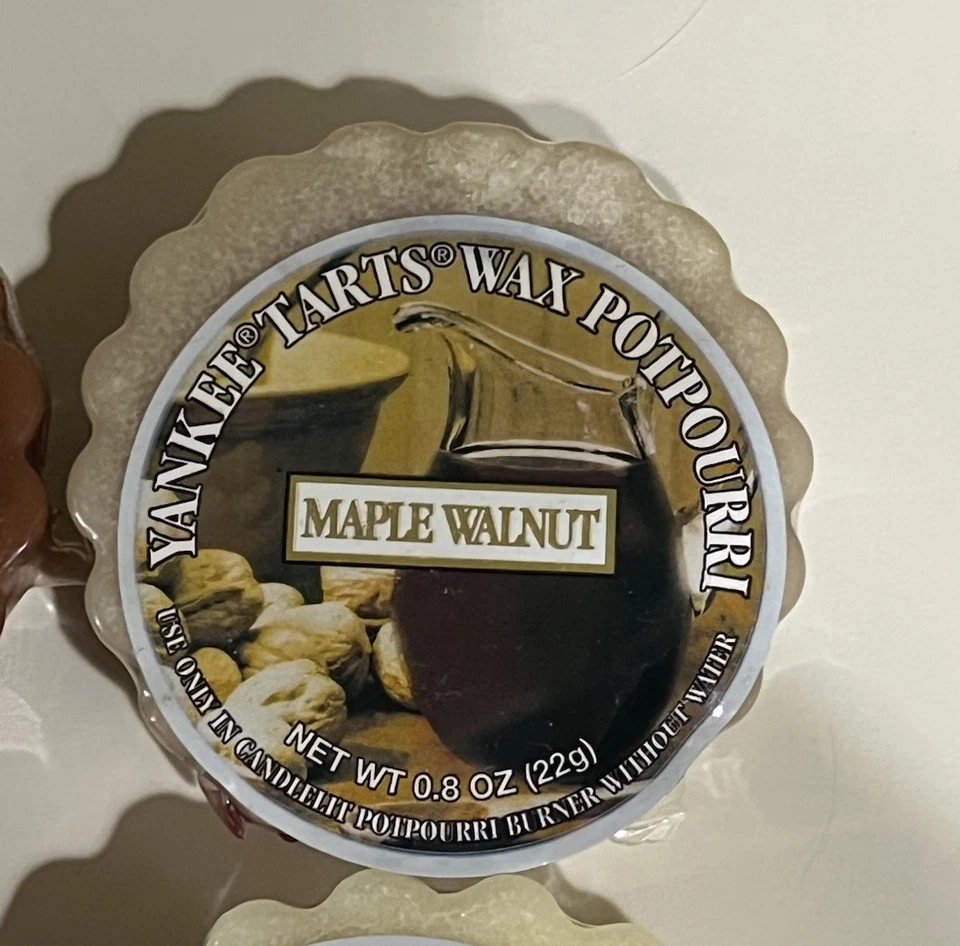 YANKEE® TARTS® WAX POTPOURRI
MAPLE WALNUT
NET WT 0.8 OZ (22g)
USE ONLY IN CANDLELIT POTPOURRI BURNER WITHOUT WATER